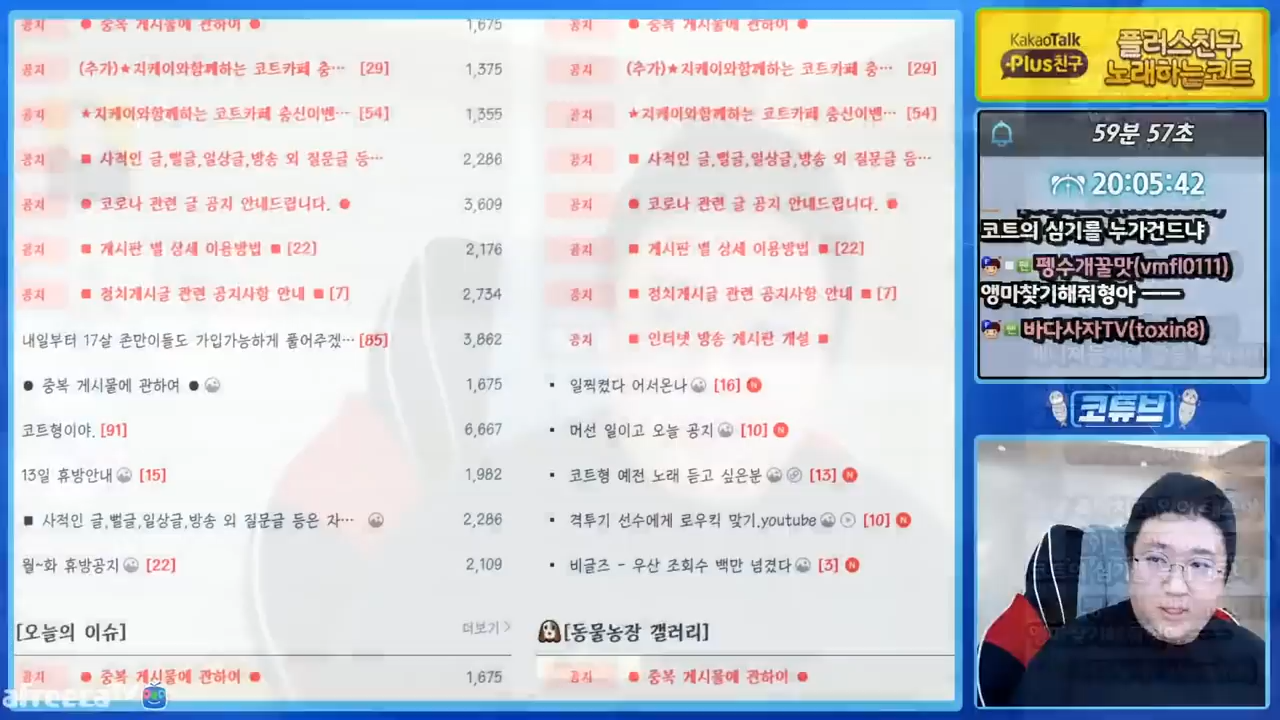 공지 ● 중복 게시물에 관하여 ● 1,675
공지 (추가)★지케이와함께하는 코트카페 충… [29] 1,375
공지 ★지케이와함께하는 코트카페 충신이벤… [54] 1,355
공지 ■ 사적인 글,뻘글,일상글,방송 외 질문글 등… 2,286
공지 ● 코로나 관련 글 공지 안내드립니다. ● 3,609
공지 ■ 게시판 별 상세 이용방법 ■ [22] 2,176
공지 ■ 정치게시글 관련 공지사항 안내 ■ [7] 2,734
내일부터 17살 존만이들도 가입가능하게 풀어주겠… [85] 3,862
● 중복 게시물에 관하여 ● 1,675
코트형이야. [91] 6,667
13일 휴방안내 [15] 1,982
■ 사적인 글,뻘글,일상글,방송 외 질문글 등은 자… 2,286
월~화 휴방공지 [22] 2,109
[오늘의 이슈] 더보기 >
공지 ● 중복 게시물에 관하여 ● 1,675
afreecaTV
공지 ● 중복 게시물에 관하여 ●
공지 (추가)★지케이와함께하는 코트카페 충… [29]
공지 ★지케이와함께하는 코트카페 충신이벤… [54]
공지 ■ 사적인 글,뻘글,일상글,방송 외 질문글 등…
공지 ● 코로나 관련 글 공지 안내드립니다. ●
공지 ■ 게시판 별 상세 이용방법 ■ [22]
공지 ■ 정치게시글 관련 공지사항 안내 ■ [7]
공지 ■ 인터넷 방송 게시판 개설 ■
· 일찍켰다 어서온나 [16] N
· 머선 일이고 오늘 공지 [10] N
· 코트형 예전 노래 듣고 싶은분 [13] N
· 격투기 선수에게 로우킥 맞기.youtube [10] N
· 비글즈 - 우산 조회수 백만 넘겼다 [3] N
[동물농장 갤러리]
공지 ● 중복 게시물에 관하여 ●
KakaoTalk
Plus친구
플러스친구
노래하는코트
59분 57초
20:05:42
코트의 심기를 누가건드냐
팬 펭수개꿀맛(vmfl0111)
앵마찾기해줘형아 ㅡㅡ
팬 바다사자TV(toxin8)
코튜브